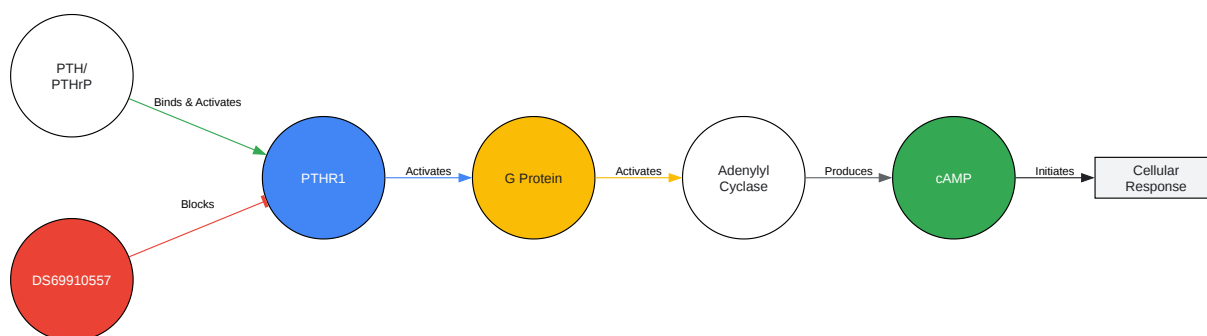 PTH/
PTHrP
Binds & Activates
DS69910557
Blocks
PTHR1
Activates
G Protein
Activates
Adenylyl
Cyclase
Produces
cAMP
Initiates
Cellular
Response